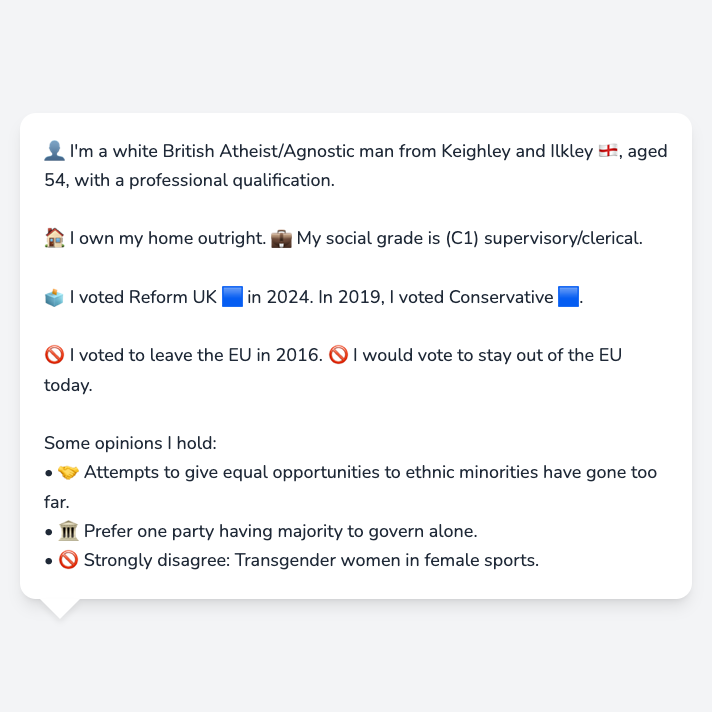 👤 I'm a white British Atheist/Agnostic man from Keighley and Ilkley 🏴󠁧󠁢󠁥󠁮󠁧󠁿, aged
54, with a professional qualification.
🏠 I own my home outright. 💼 My social grade is (C1) supervisory/clerical.
🗳️ I voted Reform UK 🟦 in 2024. In 2019, I voted Conservative 🟦.
🚫 I voted to leave the EU in 2016. 🚫 I would vote to stay out of the EU
today.
Some opinions I hold:
• 🤝 Attempts to give equal opportunities to ethnic minorities have gone too
far.
• 🏛️ Prefer one party having majority to govern alone.
• 🚫 Strongly disagree: Transgender women in female sports.